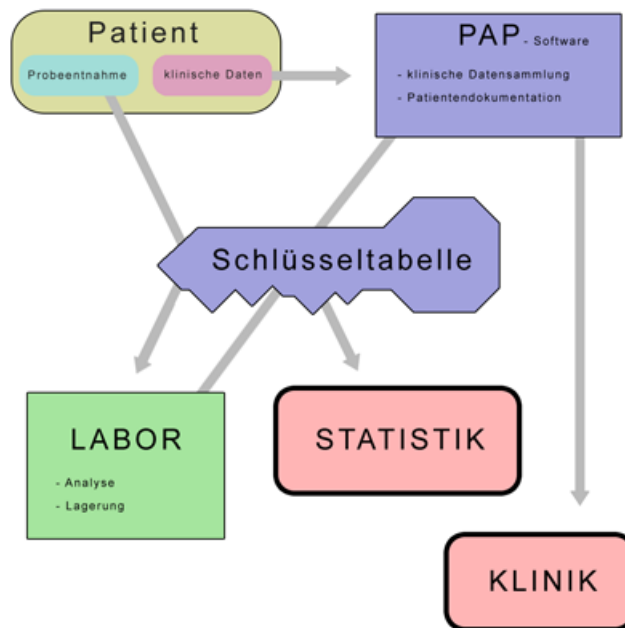 Patient
Probeentnahme
klinische Daten
PAP - Software
- klinische Datensammlung
- Patientendokumentation
Schlüsseltabelle
LABOR
- Analyse
- Lagerung
STATISTIK
KLINIK